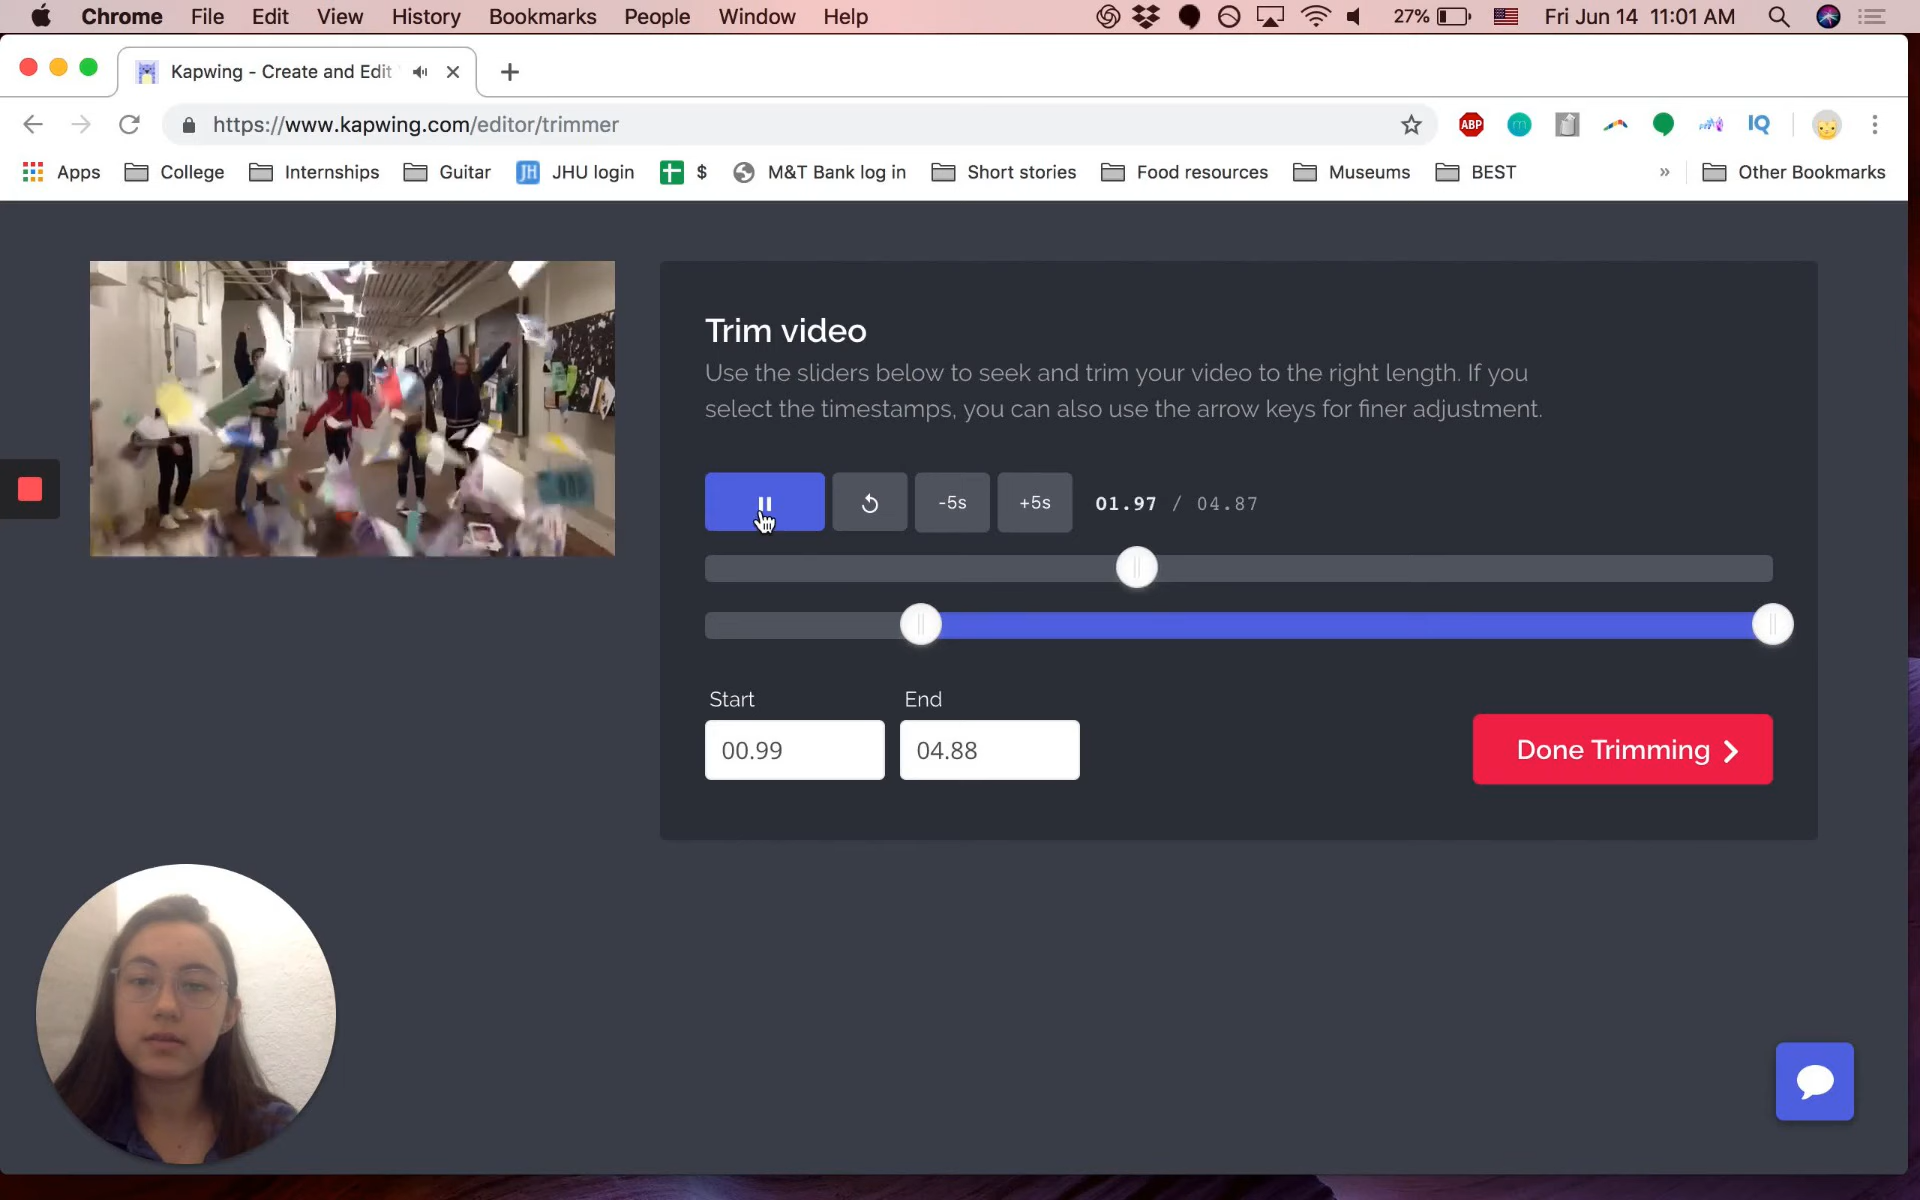 Chrome File Edit View History Bookmarks People Window Help 27% Fri Jun 14 11:01 AM
Kapwing - Create and Edit
https://www.kapwing.com/editor/trimmer ABP IQ
Apps College Internships Guitar JH JHU login $ M&T Bank log in Short stories Food resources Museums BEST » Other Bookmarks
Trim video
Use the sliders below to seek and trim your video to the right length. If you
select the timestamps, you can also use the arrow keys for finer adjustment.
-5s +5s 01.97 / 04.87
Start End
00.99 04.88
Done Trimming